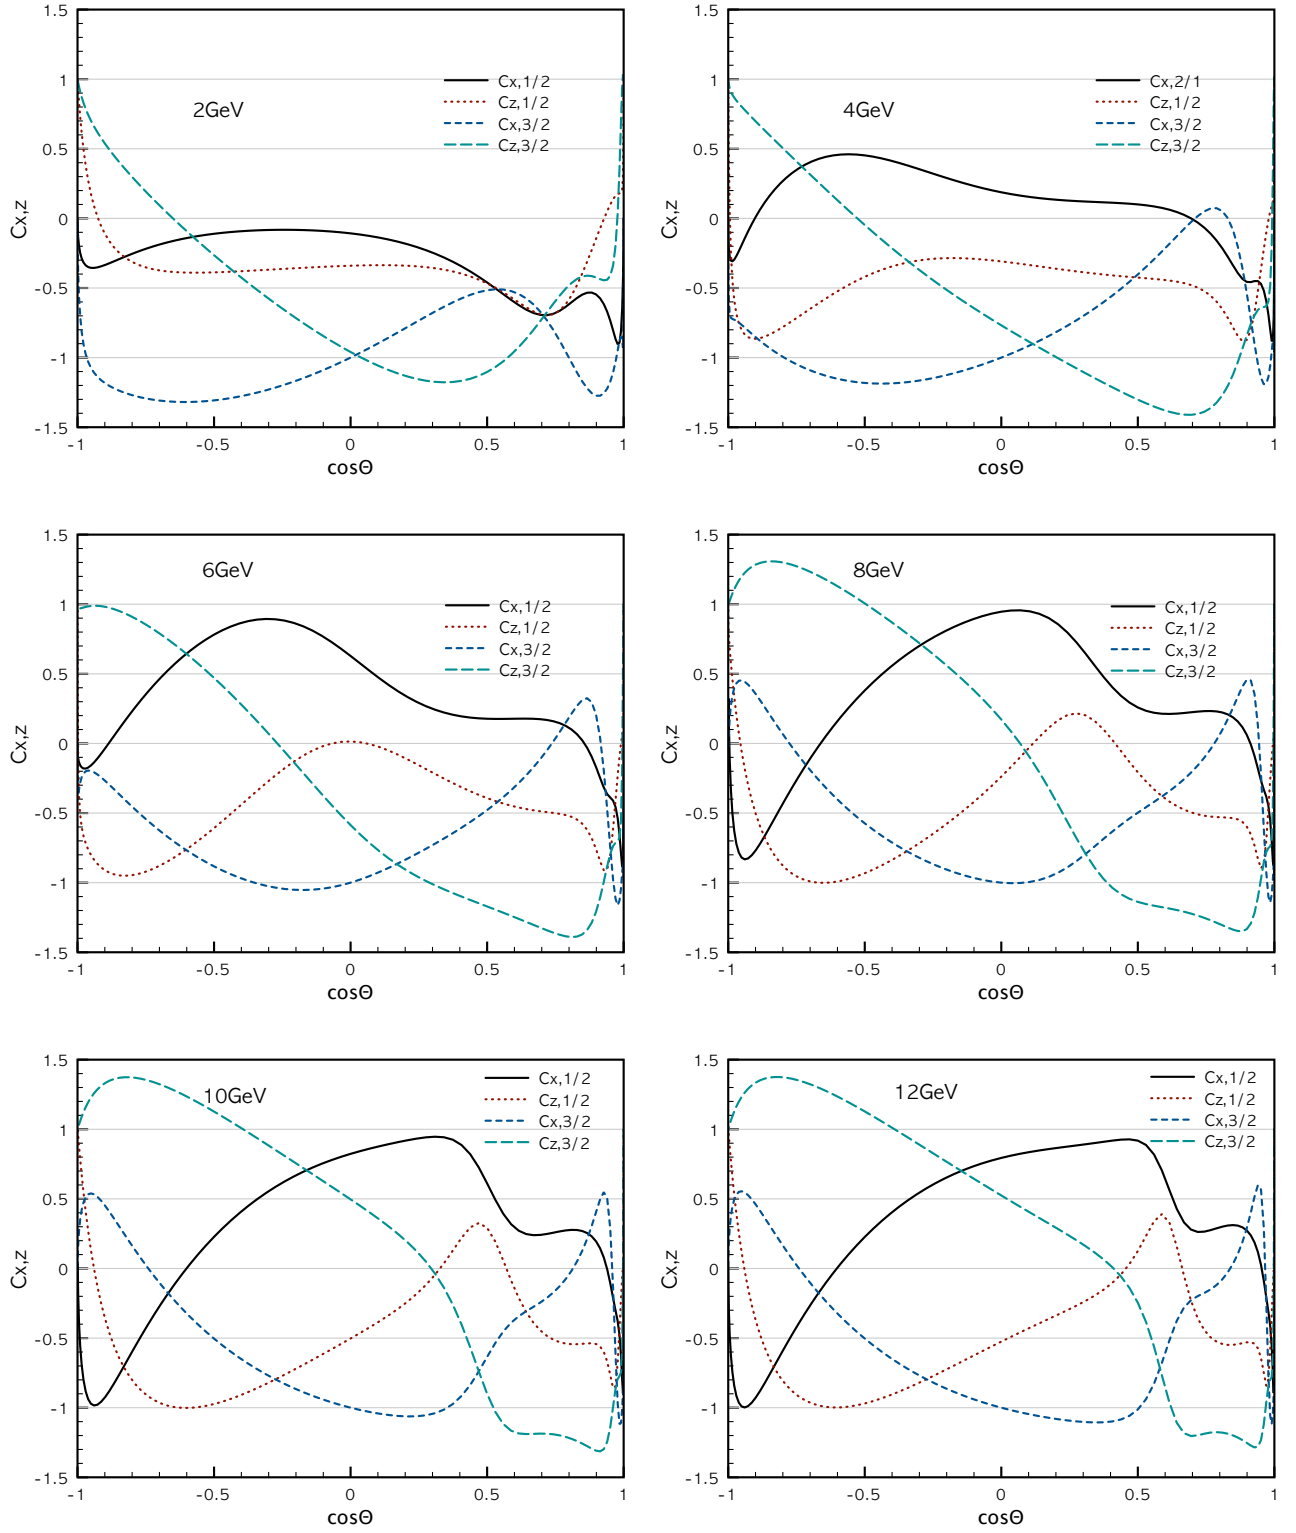 1.5
1
0.5
0
-0.5
-1
-1.5
Cx,z
2GeV
Cx,1/2
Cz,1/2
Cx,3/2
Cz,3/2
-1 -0.5 0 0.5 1
cosΘ
1.5
1
0.5
0
-0.5
-1
-1.5
Cx,z
4GeV
Cx,2/1
Cz,1/2
Cx,3/2
Cz,3/2
-1 -0.5 0 0.5 1
cosΘ
1.5
1
0.5
0
-0.5
-1
-1.5
Cx,z
6GeV
Cx,1/2
Cz,1/2
Cx,3/2
Cz,3/2
-1 -0.5 0 0.5 1
cosΘ
1.5
1
0.5
0
-0.5
-1
-1.5
Cx,z
8GeV
Cx,1/2
Cz,1/2
Cx,3/2
Cz,3/2
-1 -0.5 0 0.5 1
cosΘ
1.5
1
0.5
0
-0.5
-1
-1.5
Cx,z
10GeV
Cx,1/2
Cz,1/2
Cx,3/2
Cz,3/2
-1 -0.5 0 0.5 1
cosΘ
1.5
1
0.5
0
-0.5
-1
-1.5
Cx,z
12GeV
Cx,1/2
Cz,1/2
Cx,3/2
Cz,3/2
-1 -0.5 0 0.5 1
cosΘ